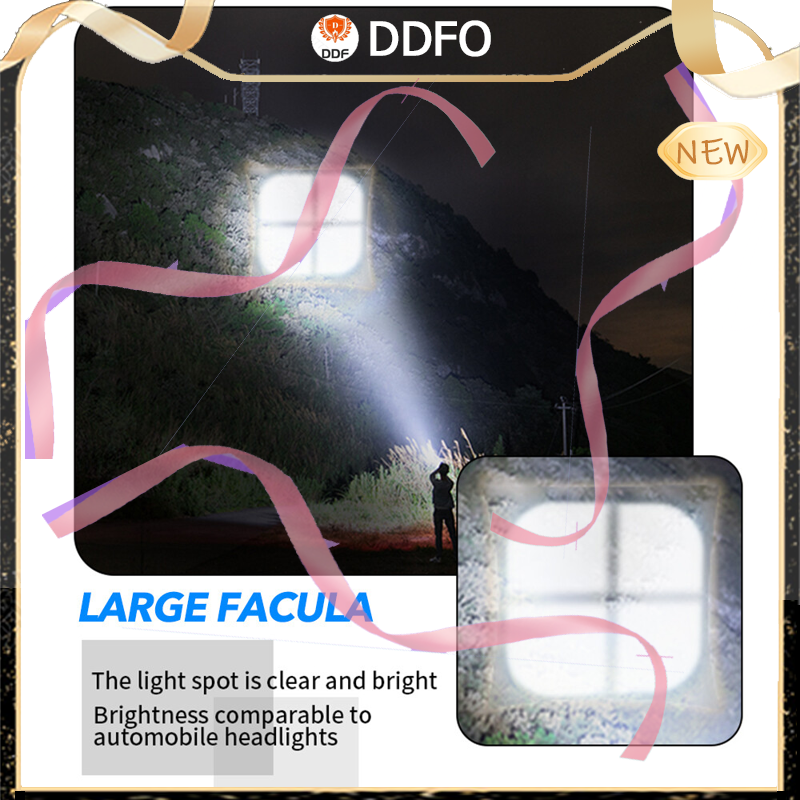 DDF
DDFO
NEW
LARGE FACULA
The light spot is clear and bright
Brightness comparable to
automobile headlights